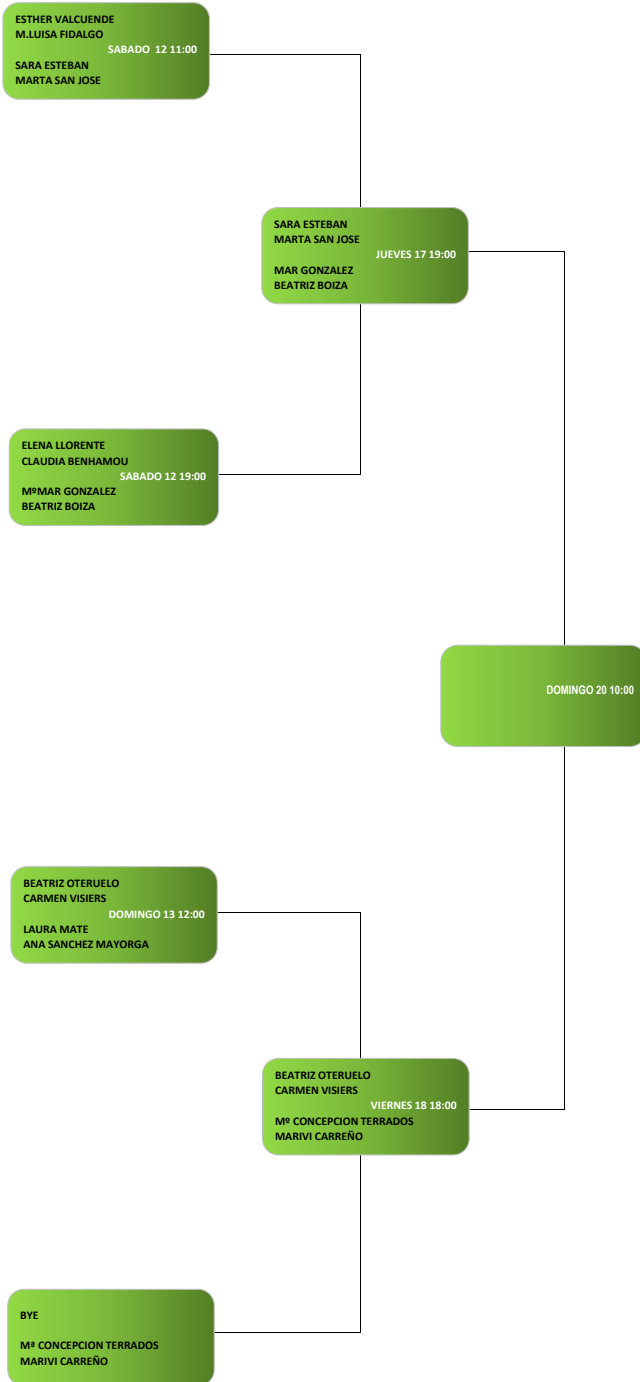 ESTHER VALCUENDE
M.LUISA FIDALGO
SABADO 12 11:00
SARA ESTEBAN
MARTA SAN JOSE
SARA ESTEBAN
MARTA SAN JOSE
JUEVES 17 19:00
MAR GONZALEZ
BEATRIZ BOIZA
ELENA LLORENTE
CLAUDIA BENHAMOU
SABADO 12 19:00
MºMAR GONZALEZ
BEATRIZ BOIZA
DOMINGO 20 10:00
BEATRIZ OTERUELO
CARMEN VISIERS
DOMINGO 13 12:00
LAURA MATE
ANA SANCHEZ MAYORGA
BEATRIZ OTERUELO
CARMEN VISIERS
VIERNES 18 18:00
Mº CONCEPCION TERRADOS
MARIVI CARREÑO
BYE
Mª CONCEPCION TERRADOS
MARIVI CARREÑO